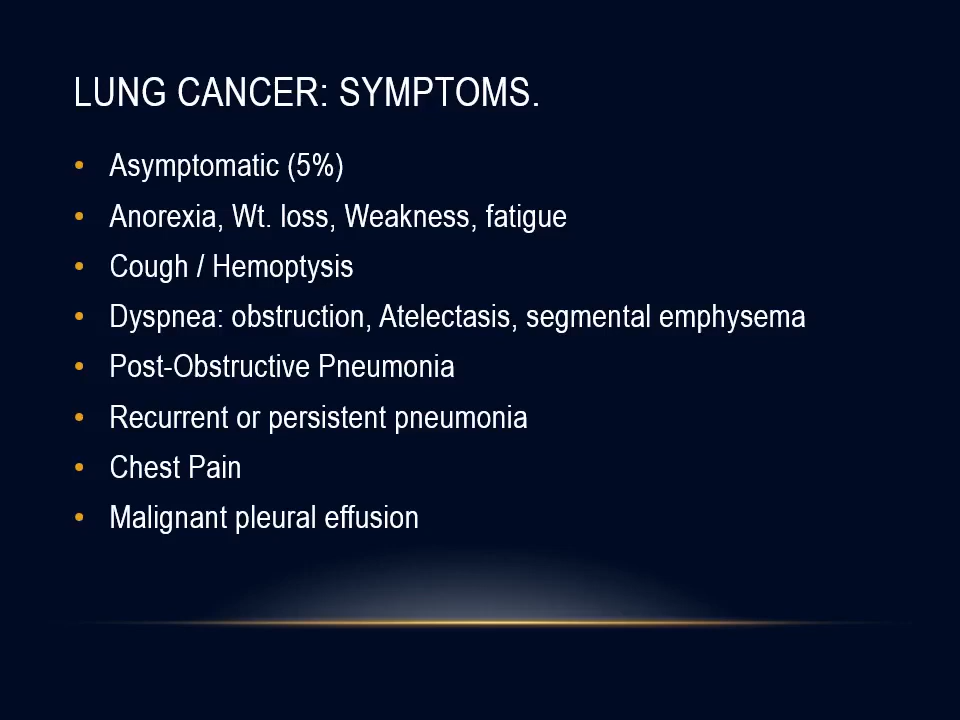 LUNG CANCER: SYMPTOMS.
• Asymptomatic (5%)
• Anorexia, Wt. loss, Weakness, fatigue
• Cough / Hemoptysis
• Dyspnea: obstruction, Atelectasis, segmental emphysema
• Post-Obstructive Pneumonia
• Recurrent or persistent pneumonia
• Chest Pain
• Malignant pleural effusion